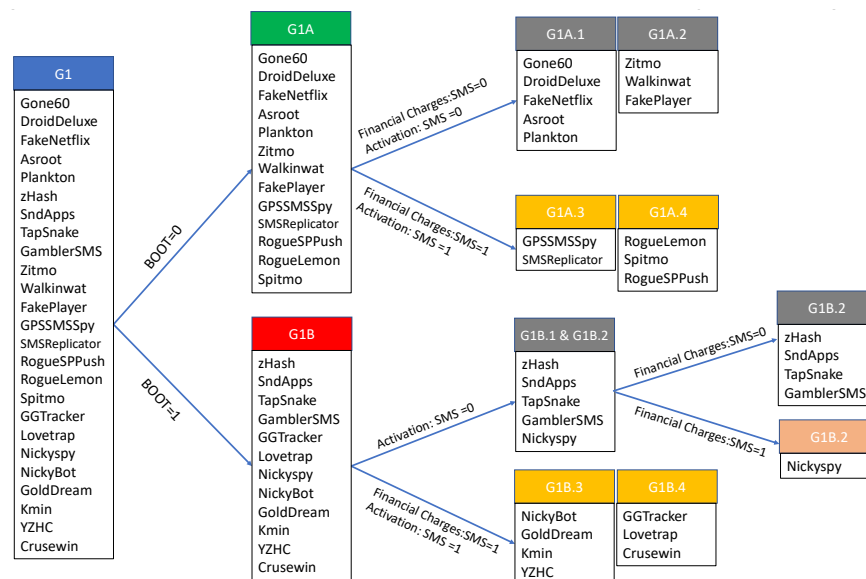 G1
Gone60
DroidDeluxe
FakeNetflix
Asroot
Plankton
zHash
SndApps
TapSnake
GamblerSMS
Zitmo
Walkinwat
FakePlayer
GPSSMSSpy
SMSReplicator
RogueSPPush
RogueLemon
Spitmo
GGTracker
Lovetrap
Nickyspy
NickyBot
GoldDream
Kmin
YZHC
Crusewin
BOOT=0
BOOT=1
G1A
Gone60
DroidDeluxe
FakeNetflix
Asroot
Plankton
Zitmo
Walkinwat
FakePlayer
GPSSMSSpy
SMSReplicator
RogueSPPush
RogueLemon
Spitmo
Financial Charges:SMS=0
Activation: SMS =0
Financial Charges:SMS=1
Activation: SMS =1
G1A.1
Gone60
DroidDeluxe
FakeNetflix
Asroot
Plankton
G1A.2
Zitmo
Walkinwat
FakePlayer
G1A.3
GPSSMSSpy
SMSReplicator
G1A.4
RogueLemon
Spitmo
RogueSPPush
G1B
zHash
SndApps
TapSnake
GamblerSMS
GGTracker
Lovetrap
Nickyspy
NickyBot
GoldDream
Kmin
YZHC
Crusewin
Activation: SMS =0
Financial Charges:SMS=1
Activation: SMS =1
G1B.1 & G1B.2
zHash
SndApps
TapSnake
GamblerSMS
Nickyspy
G1B.3
NickyBot
GoldDream
Kmin
YZHC
G1B.4
GGTracker
Lovetrap
Crusewin
Financial Charges:SMS=0
Financial Charges:SMS=1
G1B.2
zHash
SndApps
TapSnake
GamblerSMS
G1B.2
Nickyspy